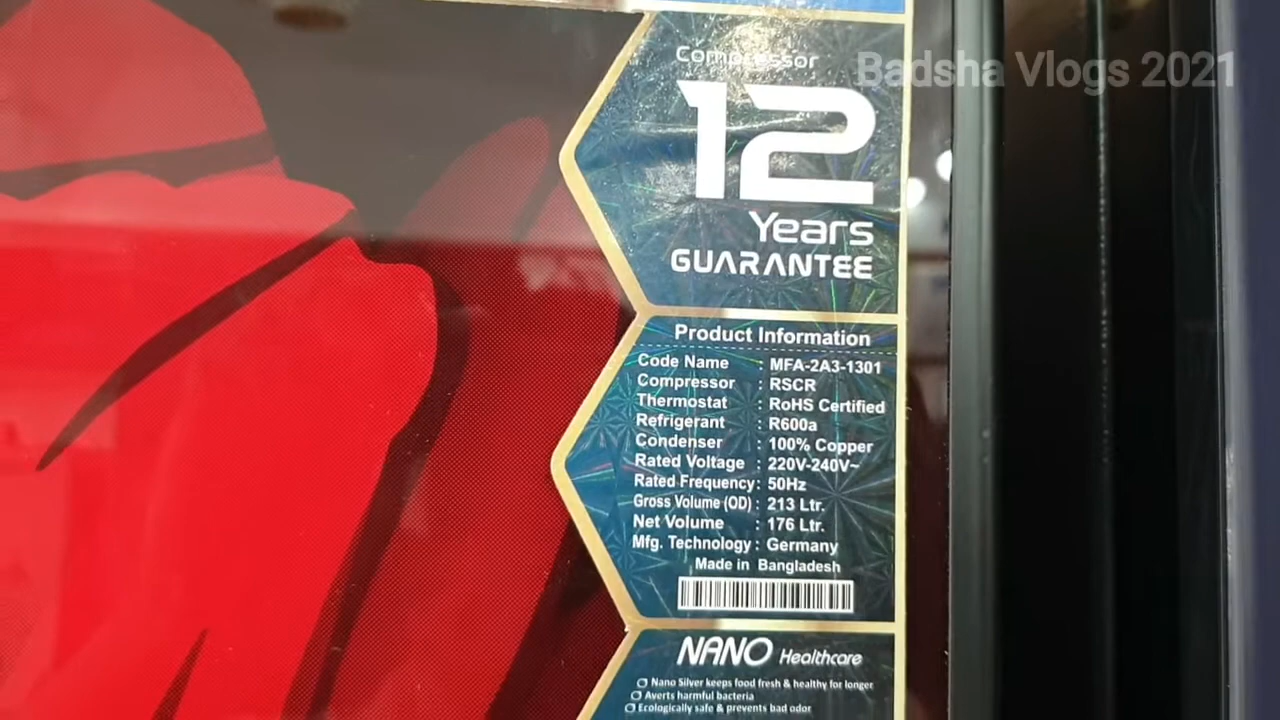 Compressor
Badsha Vlogs 2021
12
Years
GUARANTEE
Product Information
Code Name : MFA-2A3-1301
Compressor : RSCR
Thermostat : RoHS Certified
Refrigerant : R600a
Condenser : 100% Copper
Rated Voltage : 220V-240V~
Rated Frequency : 50Hz
Gross Volume (OD) : 213 Ltr.
Net Volume : 176 Ltr.
Mfg. Technology : Germany
Made in Bangladesh
NANO Healthcare
Nano Silver keeps food fresh & healthy for longer
Averts harmful bacteria
Ecologically safe & prevents bad odor